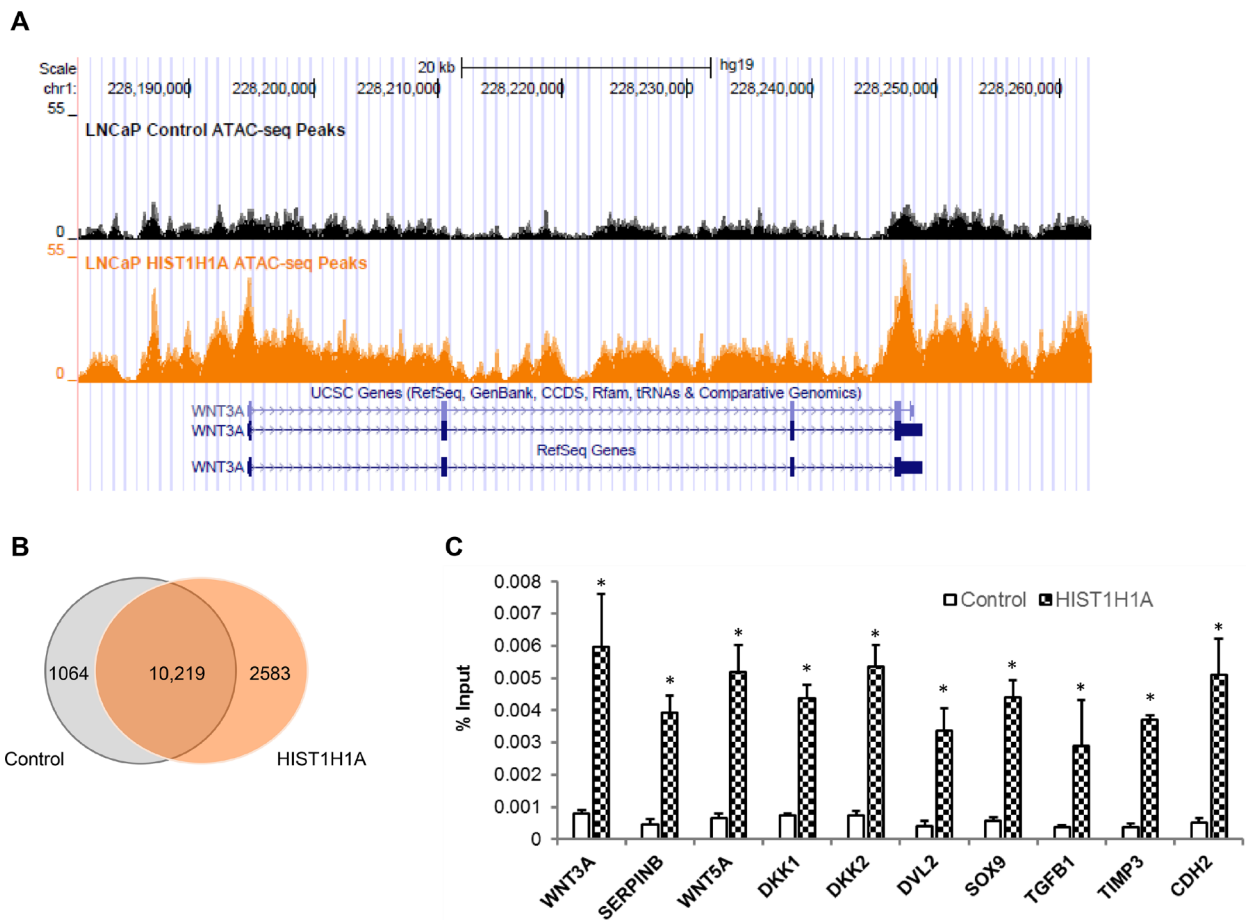 A
Scale 20 kb hg19
chr1: 228,190,000 228,200,000 228,210,000 228,220,000 228,230,000 228,240,000 228,250,000 228,260,000
55
LNCaP Control ATAC-seq Peaks
0
55
LNCaP HIST1H1A ATAC-seq Peaks
0
UCSC Genes (RefSeq, GenBank, CCDS, Rfam, tRNAs & Comparative Genomics)
WNT3A
WNT3A
RefSeq Genes
WNT3A
B
1064 10,219 2583
Control HIST1H1A
C
% Input
0.008
0.007
0.006
0.005
0.004
0.003
0.002
0.001
0
Control HIST1H1A
* * * * * * * * * *
WNT3A SERPINB WNT5A DKK1 DKK2 DVL2 SOX9 TGFB1 TIMP3 CDH2